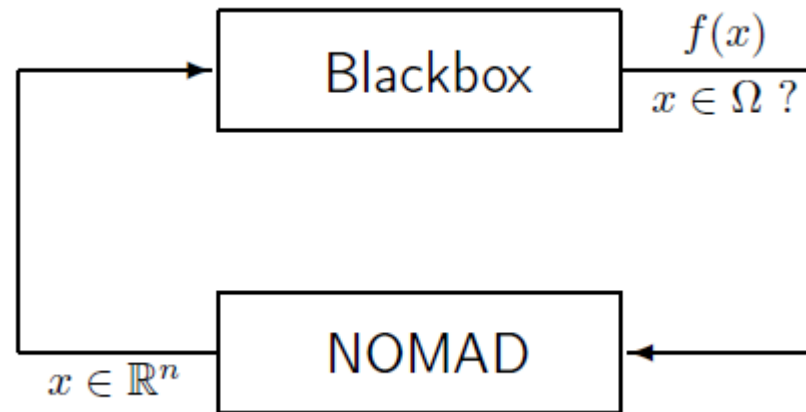 Blackbox
f(x)
x ∈ Ω ?
NOMAD
x ∈ ℝⁿ